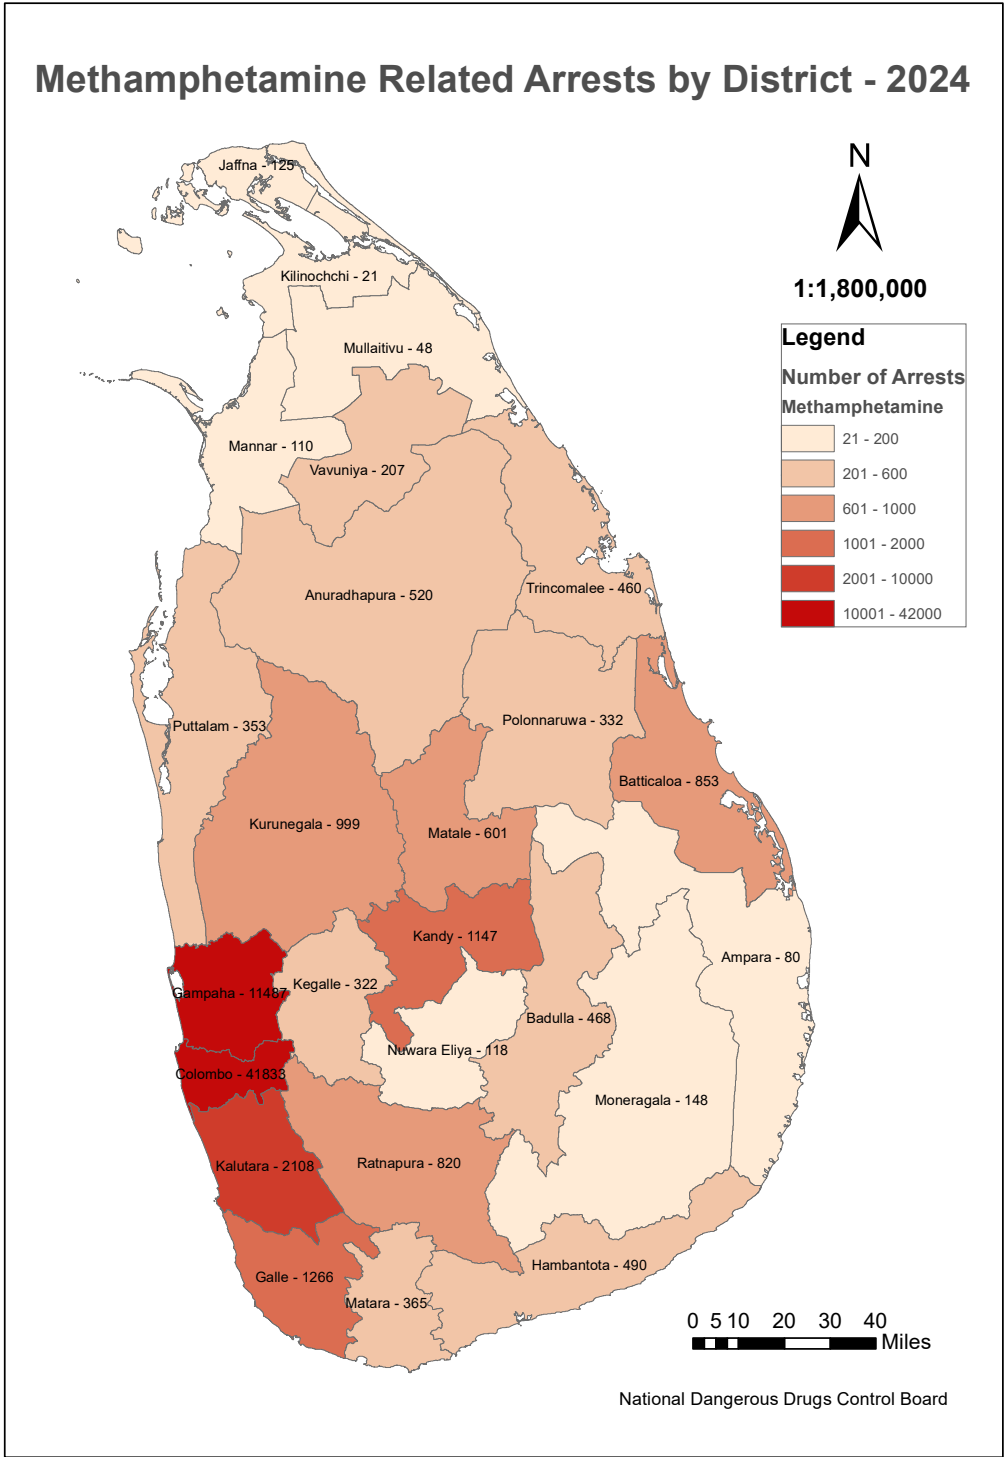 Methamphetamine Related Arrests by District - 2024
N
1:1,800,000
Legend
Number of Arrests
Methamphetamine
21 - 200
201 - 600
601 - 1000
1001 - 2000
2001 - 10000
10001 - 42000
Jaffna - 125
Kilinochchi - 21
Mullaitivu - 48
Mannar - 110
Vavuniya - 207
Anuradhapura - 520
Trincomalee - 460
Puttalam - 353
Polonnaruwa - 332
Batticaloa - 853
Kurunegala - 999
Matale - 601
Kandy - 1147
Ampara - 80
Kegalle - 322
Gampaha - 11487
Badulla - 468
Nuwara Eliya - 118
Colombo - 41833
Moneragala - 148
Kalutara - 2108
Ratnapura - 820
Hambantota - 490
Galle - 1266
Matara - 365
0 5 10 20 30 40
Miles
National Dangerous Drugs Control Board